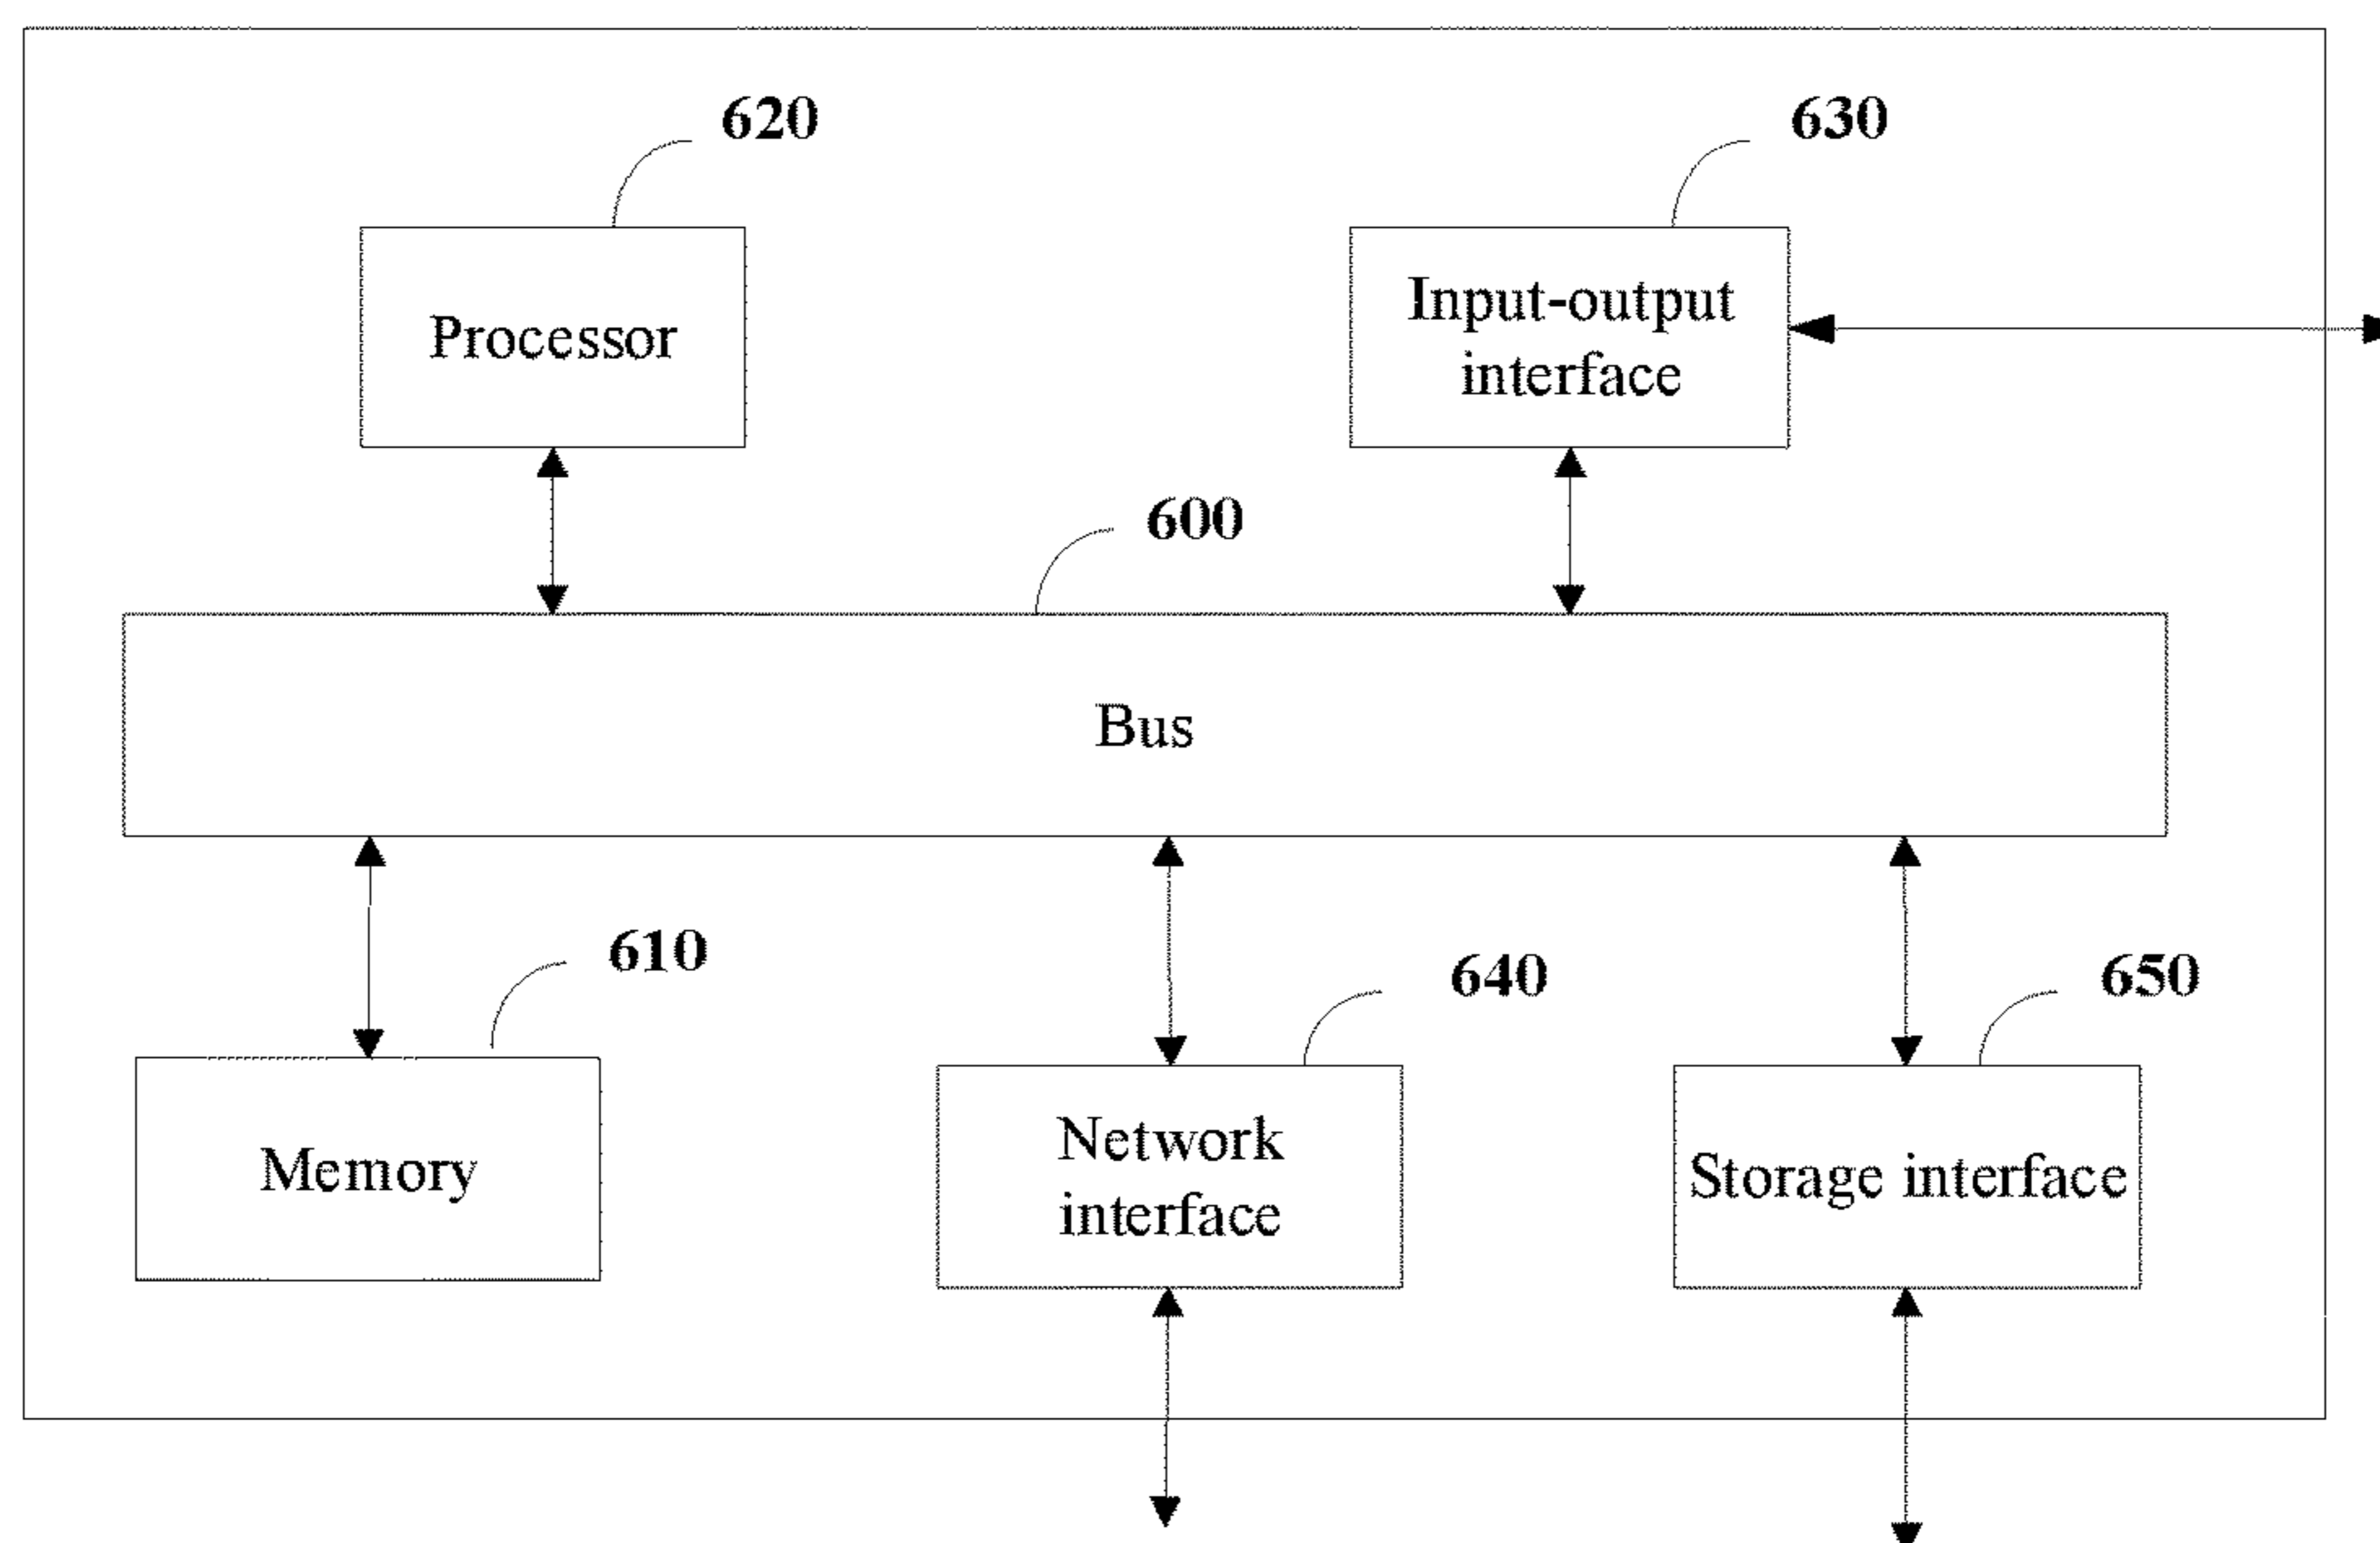 620
630
Processor
Input-output
interface
600
Bus
610
640
650
Memory
Network
interface
Storage interface